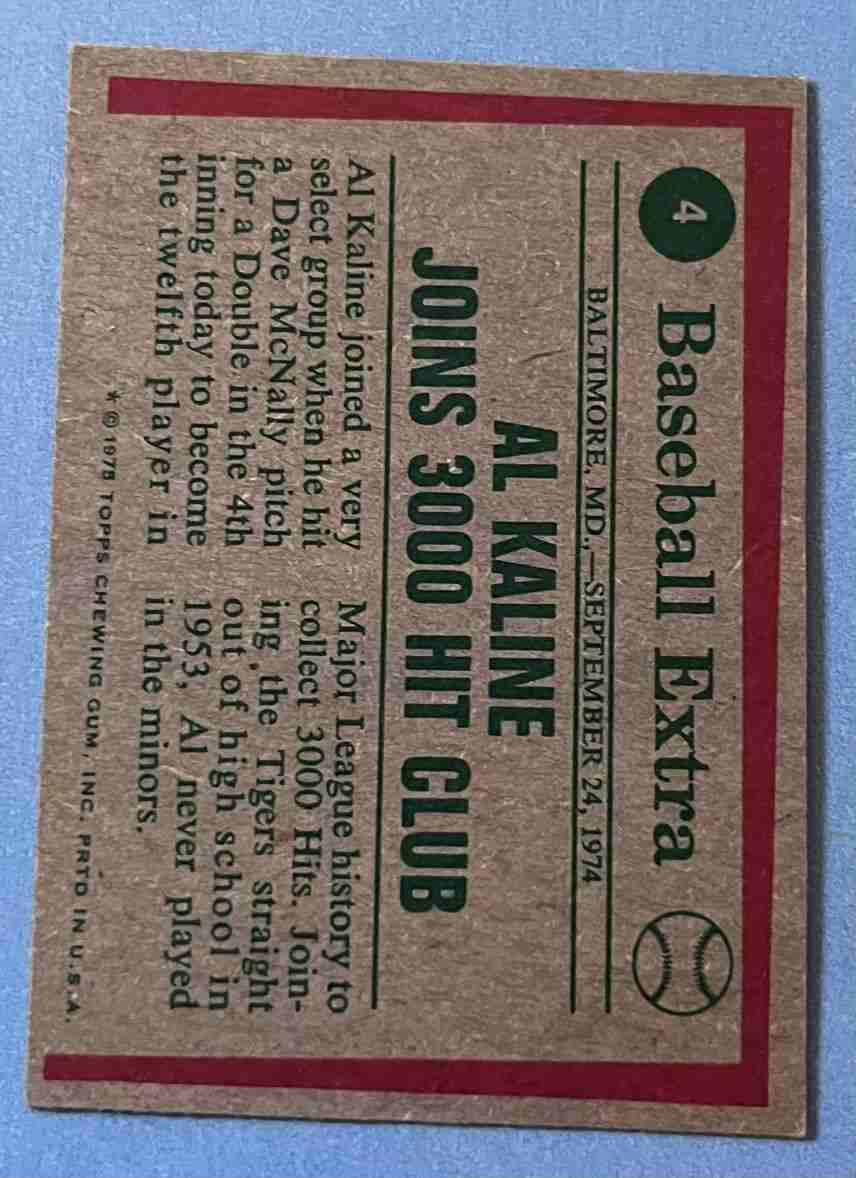 4 Baseball Extra
BALTIMORE, MD.,—SEPTEMBER 24, 1974
AL KALINE
JOINS 3000 HIT CLUB
Al Kaline joined a very
select group when he hit
a Dave McNally pitch
for a Double in the 4th
inning today to become
the twelfth player in
Major League history to
collect 3000 Hits. Join-
ing the Tigers straight
out of high school in
1953, Al never played
in the minors.
* © 1975 TOPPS CHEWING GUM, INC. PRTD IN U.S.A.